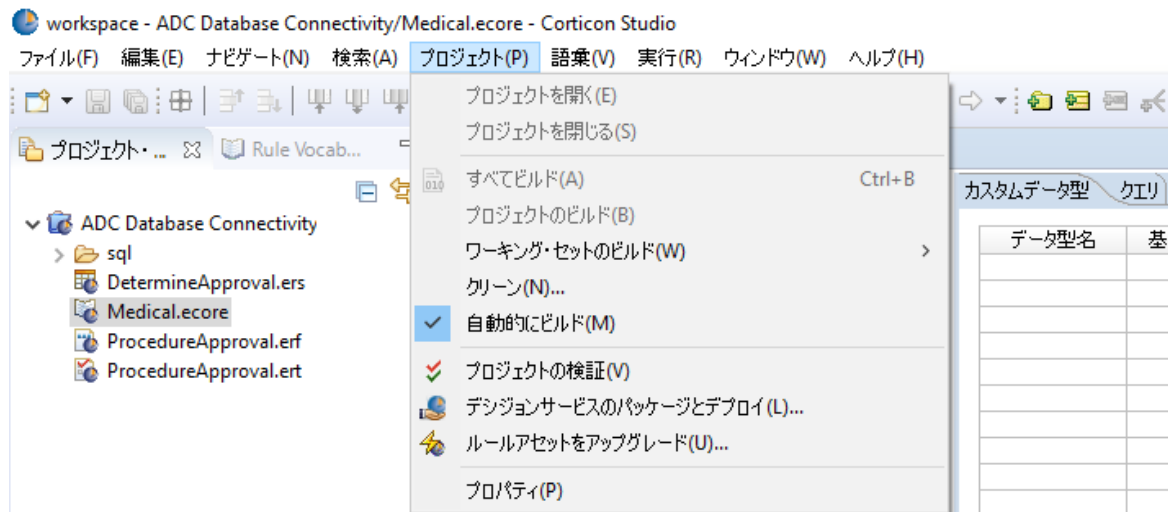 workspace - ADC Database Connectivity/Medical.ecore - Corticon Studio
ファイル(F) 編集(E) ナビゲート(N) 検索(A) プロジェクト(P) 語彙(V) 実行(R) ウィンドウ(W) ヘルプ(H)
プロジェクトを開く(E)
プロジェクトを閉じる(S)
すべてビルド(A) Ctrl+B
プロジェクトのビルド(B)
ワーキング・セットのビルド(W)
クリーン(N)...
自動的にビルド(M)
プロジェクトの検証(V)
デシジョンサービスのパッケージとデプロイ(L)...
ルールアセットをアップグレード(U)...
プロパティ(P)
プロジェクト・... Rule Vocab...
ADC Database Connectivity
sql
DetermineApproval.ers
Medical.ecore
ProcedureApproval.erf
ProcedureApproval.ert
カスタムデータ型 クエリ
データ型名 基